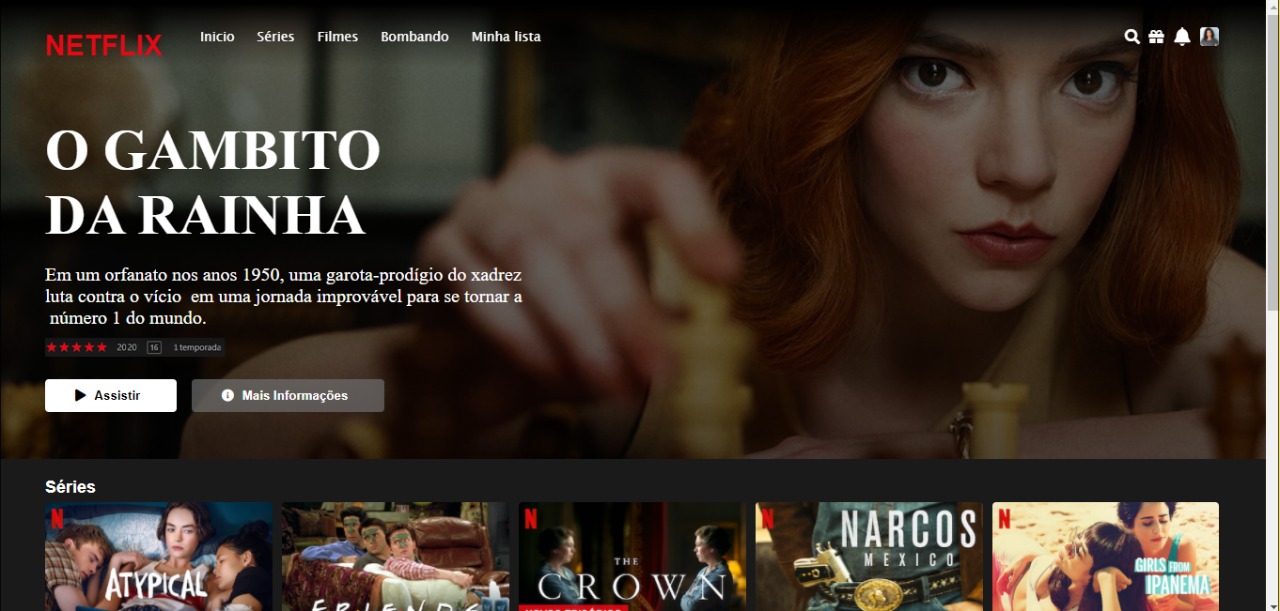 NETFLIX
Inicio Séries Filmes Bombando Minha lista
O GAMBITO
DA RAINHA
Em um orfanato nos anos 1950, uma garota-prodígio do xadrez
luta contra o vício em uma jornada improvável para se tornar a
número 1 do mundo.
2020 16 1 temporada
Assistir Mais Informações
Séries
N
ATYPICAL
FRIENDS
N
THE
CROWN
NOVOS EPISÓDIOS
N
NARCOS
MEXICO
N
GIRLS FROM
IPANEMA